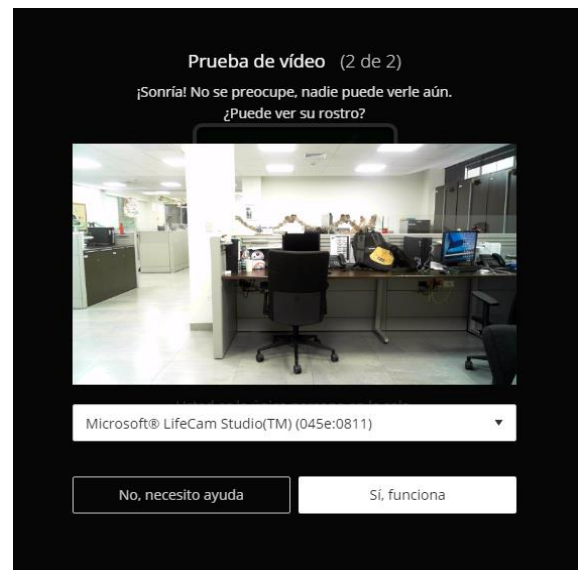 Prueba de vídeo (2 de 2)
¡Sonría! No se preocupe, nadie puede verle aún.
¿Puede ver su rostro?
Microsoft® LifeCam Studio(TM) (045e:0811)
No, necesito ayuda
Sí, funciona